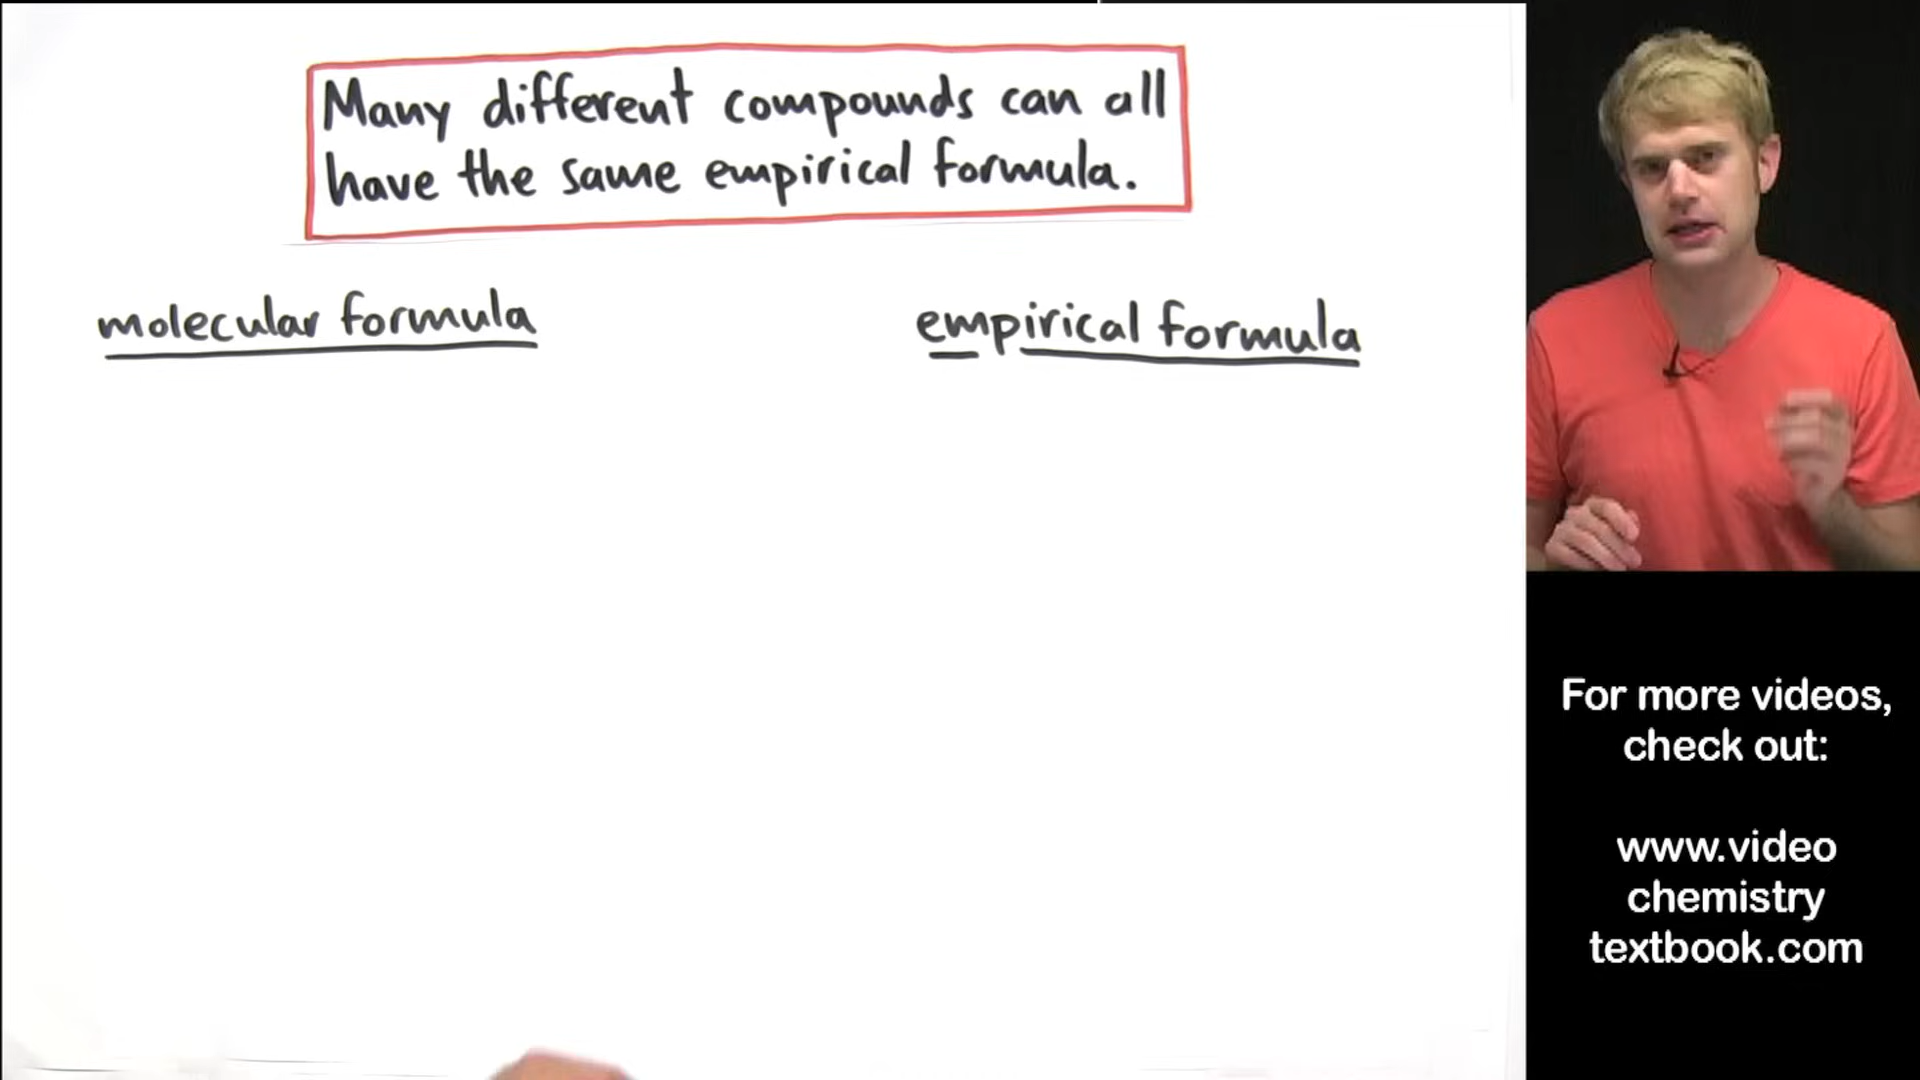 Many different compounds can all
have the same empirical formula.
molecular formula
empirical formula
For more videos,
check out:
www.video
chemistry
textbook.com